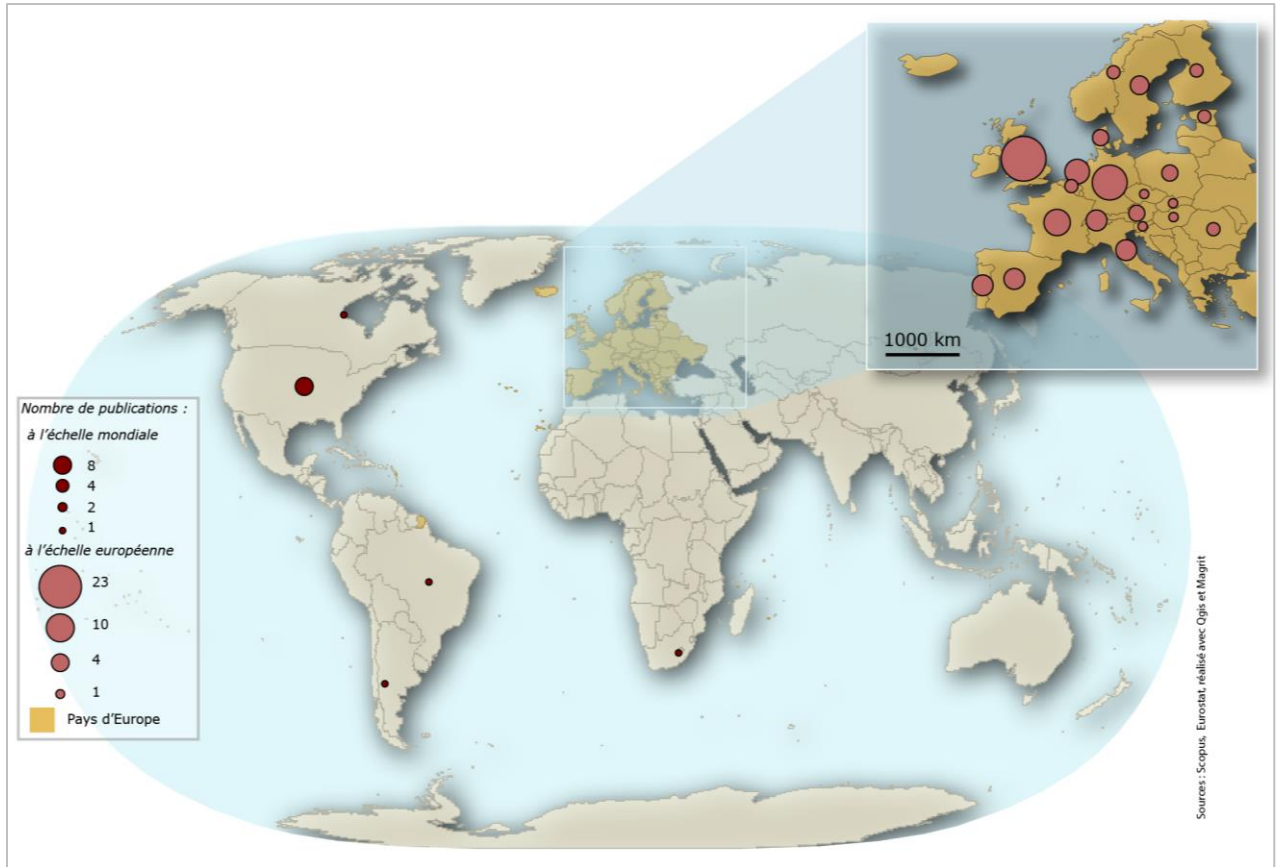 1000 km
Nombre de publications :
à l'échelle mondiale
8
4
2
1
à l'échelle européenne
23
10
4
1
Pays d'Europe
Sources : Scopus, Eurostat, réalisé avec Qgis et Magrit